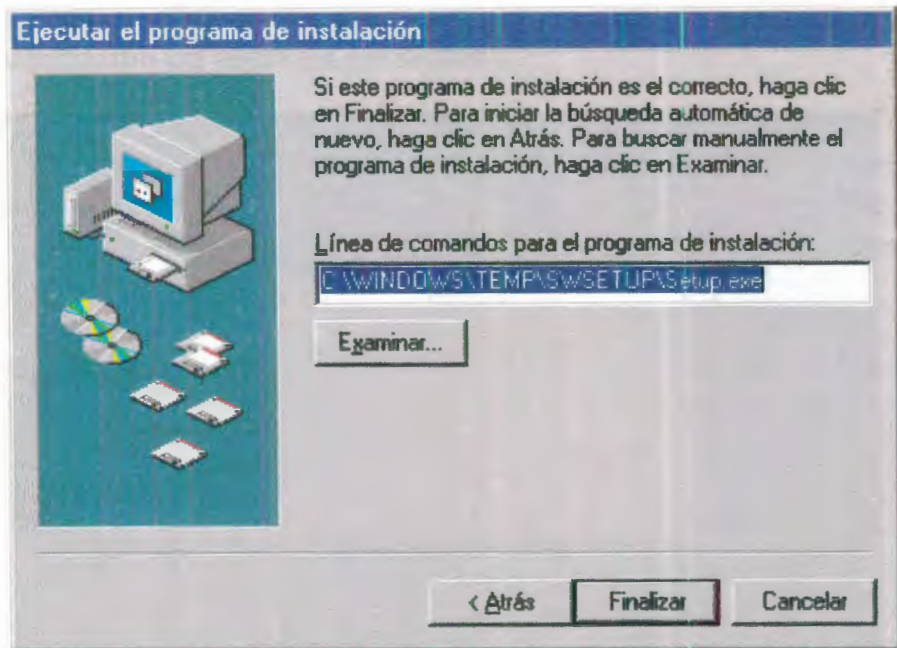 Ejecutar el programa de instalación
Si este programa de instalación es el correcto, haga clic
en Finalizar. Para iniciar la búsqueda automática de
nuevo, haga clic en Atrás. Para buscar manualmente el
programa de instalación, haga clic en Examinar.
Línea de comandos para el programa de instalación:
C:\WINDOWS\TEMP\SWSETUP\Setup.exe
Examinar...
< Atrás
Finalizar
Cancelar